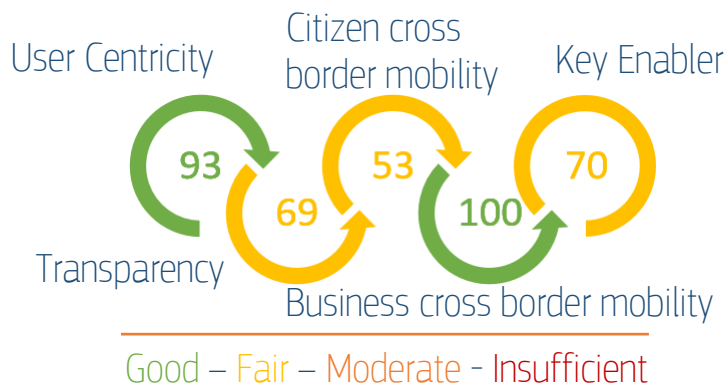 User Centricity
Citizen cross
border mobility
Key Enabler
93
69
53
100
70
Transparency
Business cross border mobility
Good – Fair – Moderate - Insufficient